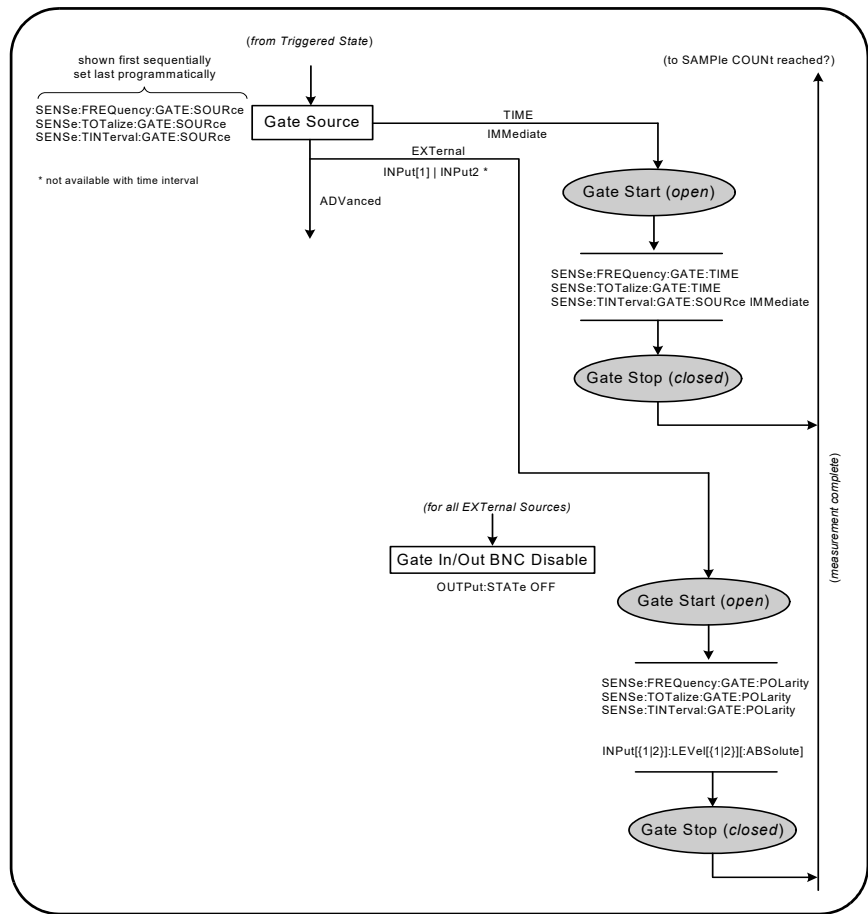 (from Triggered State)
shown first sequentially
set last programmatically
(to SAMPle COUNt reached?)
SENSe:FREQuency:GATE:SOURce
SENSe:TOTalize:GATE:SOURce
SENSe:TINTerval:GATE:SOURce
Gate Source
TIME
IMMediate
EXTernal
INPut[1] | INPut2 *
* not available with time interval
ADVanced
Gate Start (open)
SENSe:FREQuency:GATE:TIME
SENSe:TOTalize:GATE:TIME
SENSe:TINTerval:GATE:SOURce IMMediate
Gate Stop (closed)
(measurement complete)
(for all EXTernal Sources)
Gate In/Out BNC Disable
OUTPut:STATe OFF
Gate Start (open)
SENSe:FREQuency:GATE:POLarity
SENSe:TOTalize:GATE:POLarity
SENSe:TINTerval:GATE:POLarity
INPut[{1|2}]:LEVel[{1|2}][:ABSolute]
Gate Stop (closed)